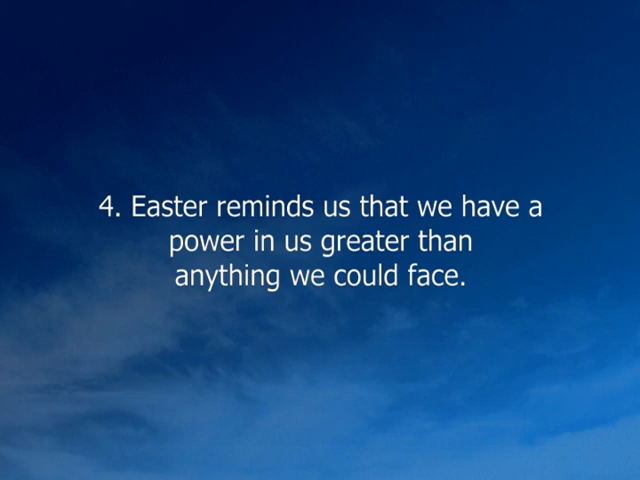 4. Easter reminds us that we have a
power in us greater than
anything we could face.